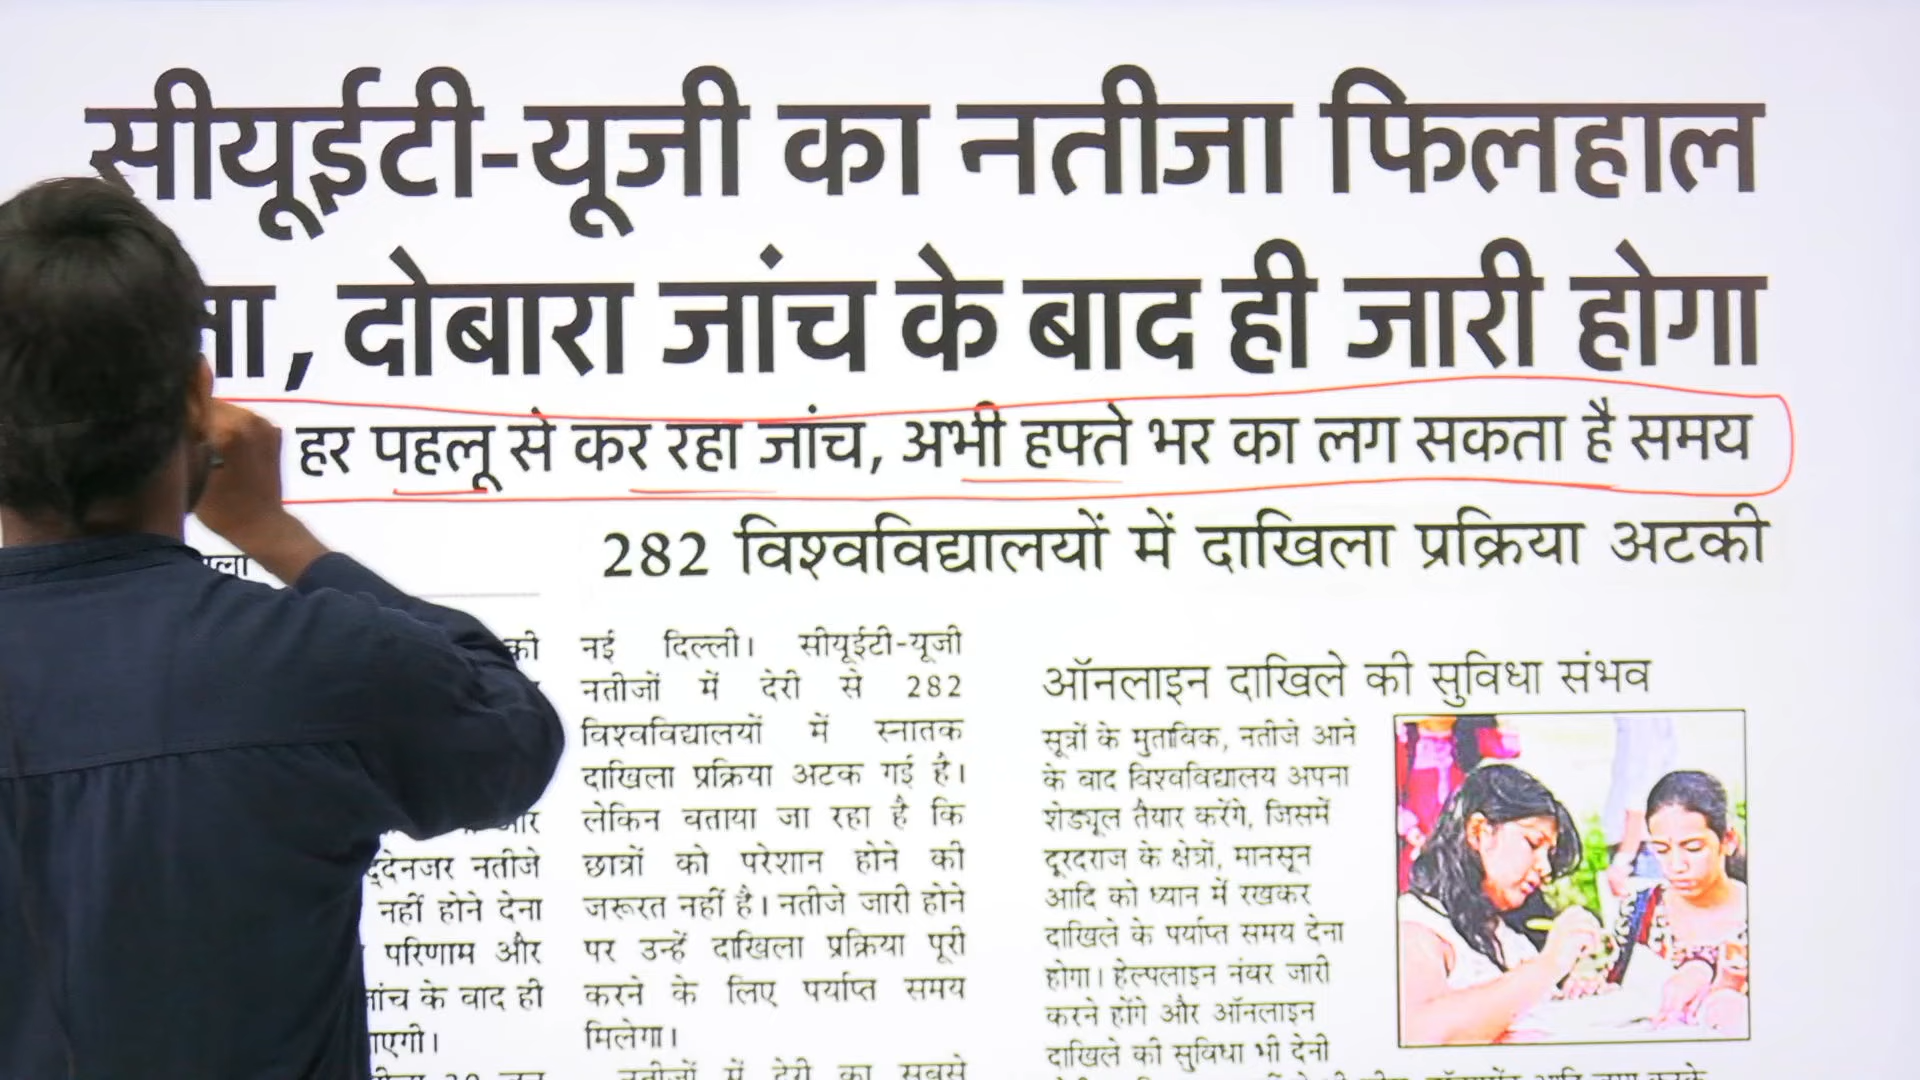 सीयूईटी-यूजी का नतीजा फिलहाल
, दोबारा जांच के बाद ही जारी होगा
हर पहलू से कर रहा जांच, अभी हफ्ते भर का लग सकता है समय
282 विश्वविद्यालयों में दाखिला प्रक्रिया अटकी
की
नतीजे
नहीं होने देना
परिणाम और
के बाद ही
नई दिल्ली। सीयूईटी-यूजी
नतीजों में देरी से 282
विश्वविद्यालयों में स्नातक
दाखिला प्रक्रिया अटक गई है।
लेकिन बताया जा रहा है कि
छात्रों को परेशान होने की
जरूरत नहीं है। नतीजे जारी होने
पर उन्हें दाखिला प्रक्रिया पूरी
करने के लिए पर्याप्त समय
मिलेगा।
नतीजों में देरी का सबसे
ऑनलाइन दाखिले की सुविधा संभव
सूत्रों के मुताबिक, नतीजे आने
के बाद विश्वविद्यालय अपना
शेड्यूल तैयार करेंगे, जिसमें
दूरदराज के क्षेत्रों, मानसून
आदि को ध्यान में रखकर
दाखिले के पर्याप्त समय देना
होगा। हेल्पलाइन नंबर जारी
करने होंगे और ऑनलाइन
दाखिले की सुविधा भी देनी